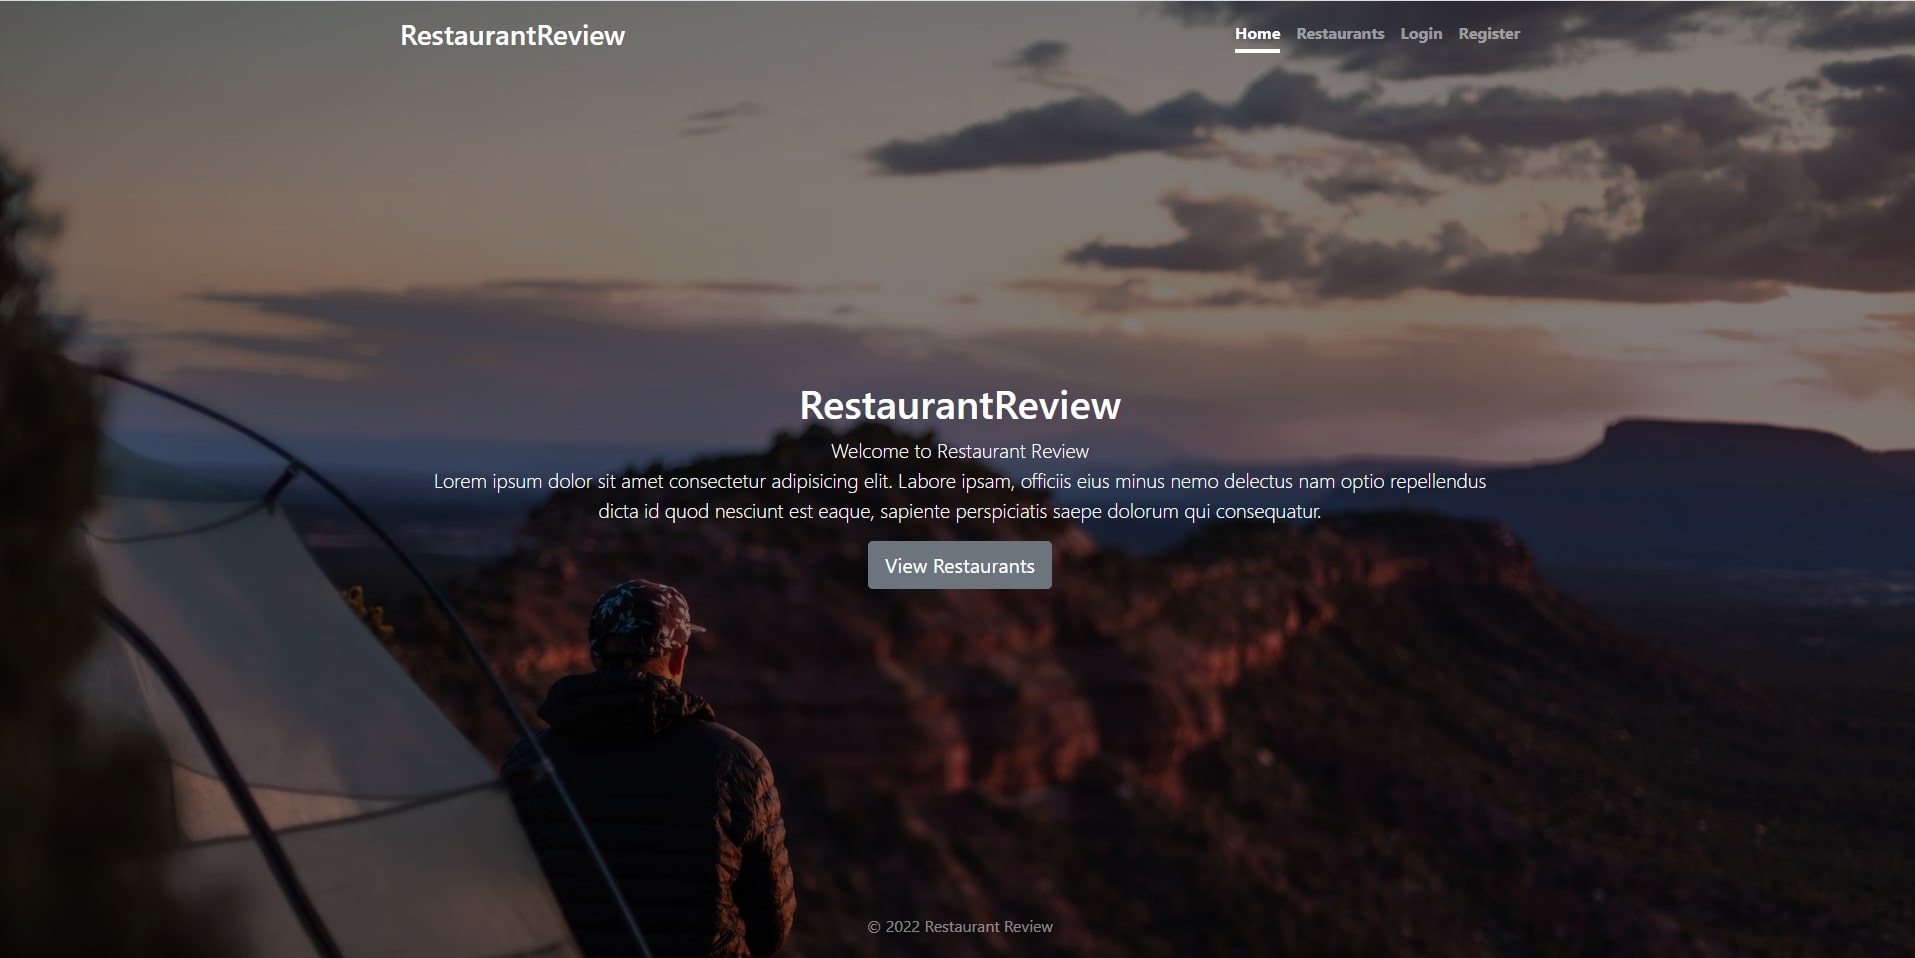 RestaurantReview
Home Restaurants Login Register
RestaurantReview
Welcome to Restaurant Review
Lorem ipsum dolor sit amet consectetur adipisicing elit. Labore ipsam, officiis eius minus nemo delectus nam optio repellendus
dicta id quod nesciunt est eaque, sapiente perspiciatis saepe dolorum qui consequatur.
View Restaurants
© 2022 Restaurant Review